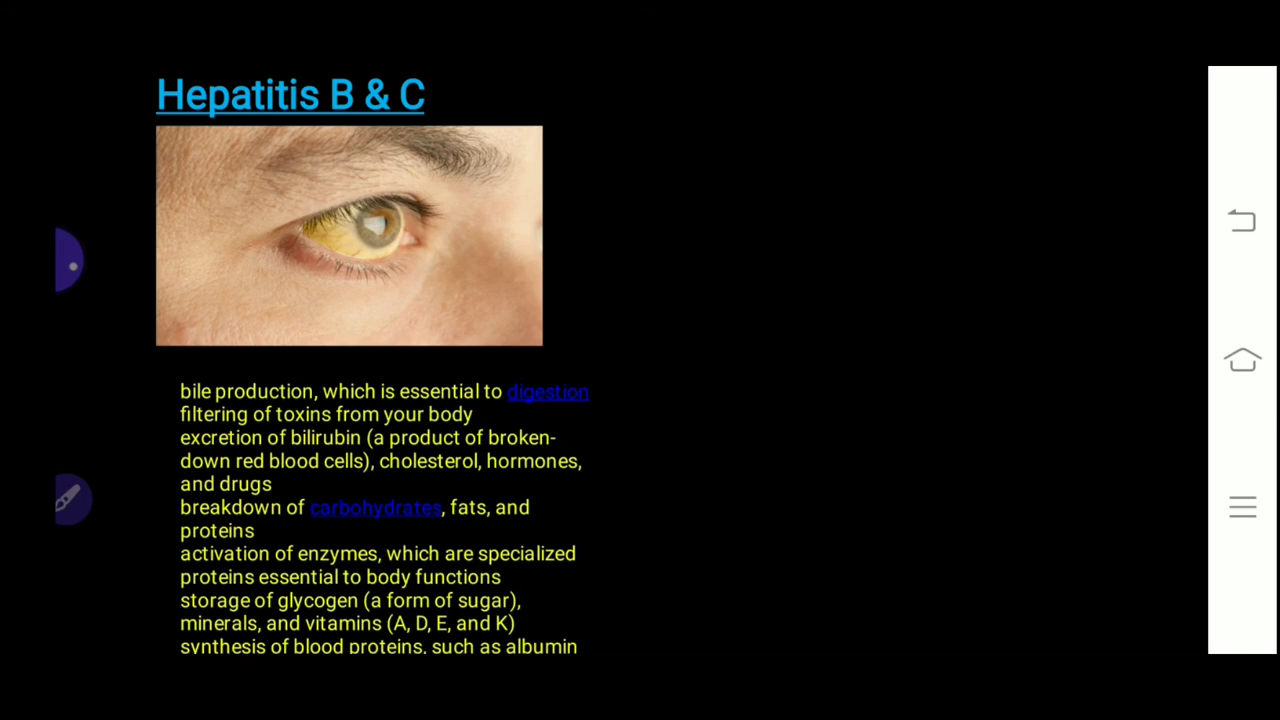 Hepatitis B & C
bile production, which is essential to digestion
filtering of toxins from your body
excretion of bilirubin (a product of broken-
down red blood cells), cholesterol, hormones,
and drugs
breakdown of carbohydrates, fats, and
proteins
activation of enzymes, which are specialized
proteins essential to body functions
storage of glycogen (a form of sugar),
minerals, and vitamins (A, D, E, and K)
synthesis of blood proteins, such as albumin